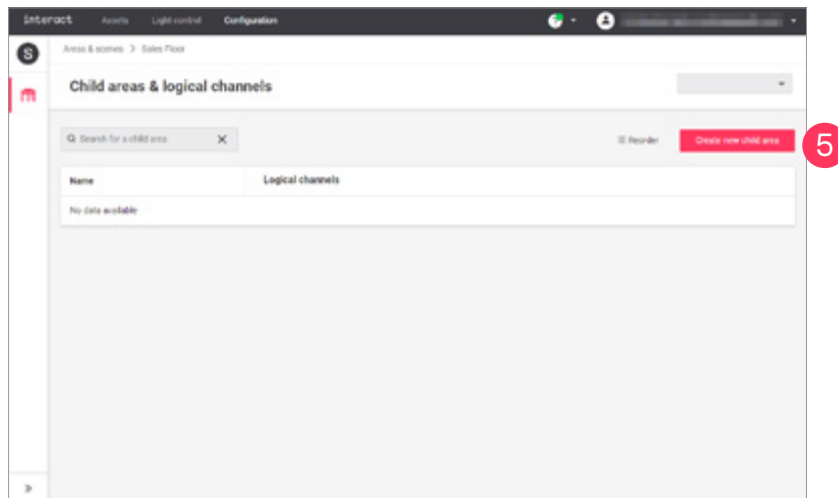 interact Assets Light control Configuration
S
Areas & scenes > Sales Floor
Child areas & logical channels
Search for a child area
Reorder
Create new child area
5
Name Logical channels
No data available